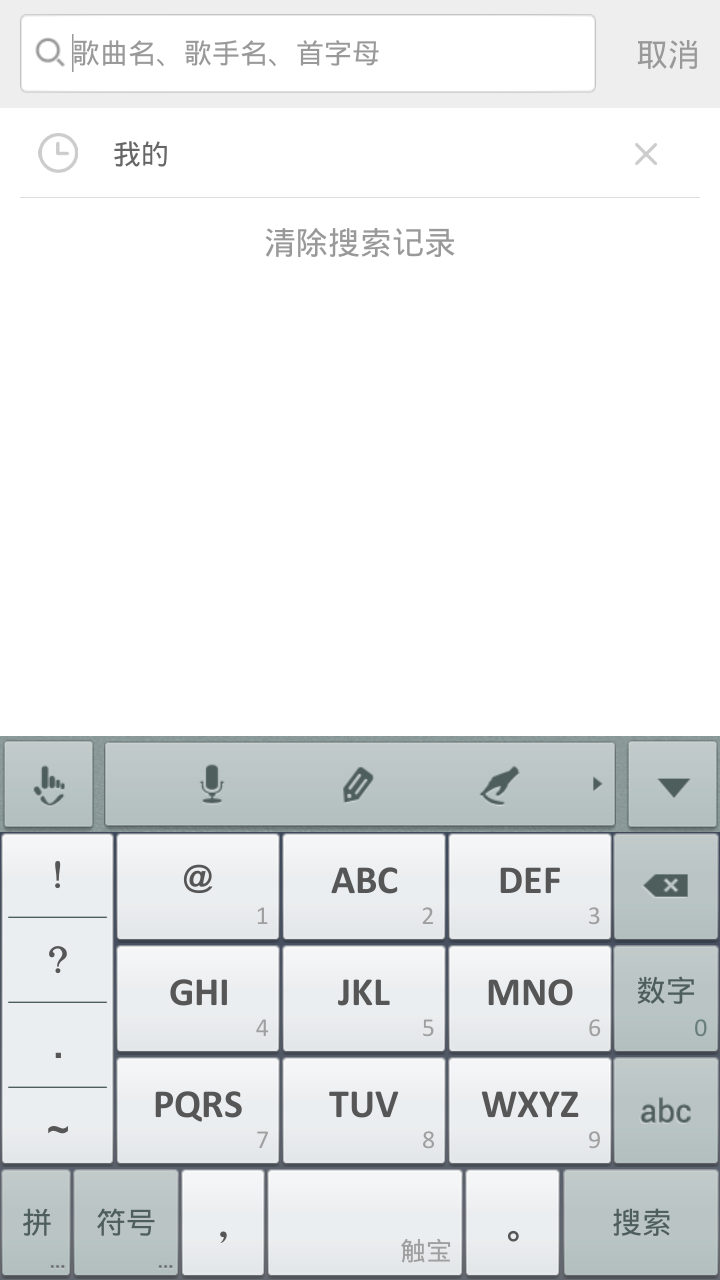 歌曲名、歌手名、首字母 取消
我的
清除搜索记录
! @ 1 ABC 2 DEF 3
? GHI 4 JKL 5 MNO 6 数字 0
. PQRS 7 TUV 8 WXYZ 9 abc
~
拼 ... 符号 ... , 触宝 。 搜索